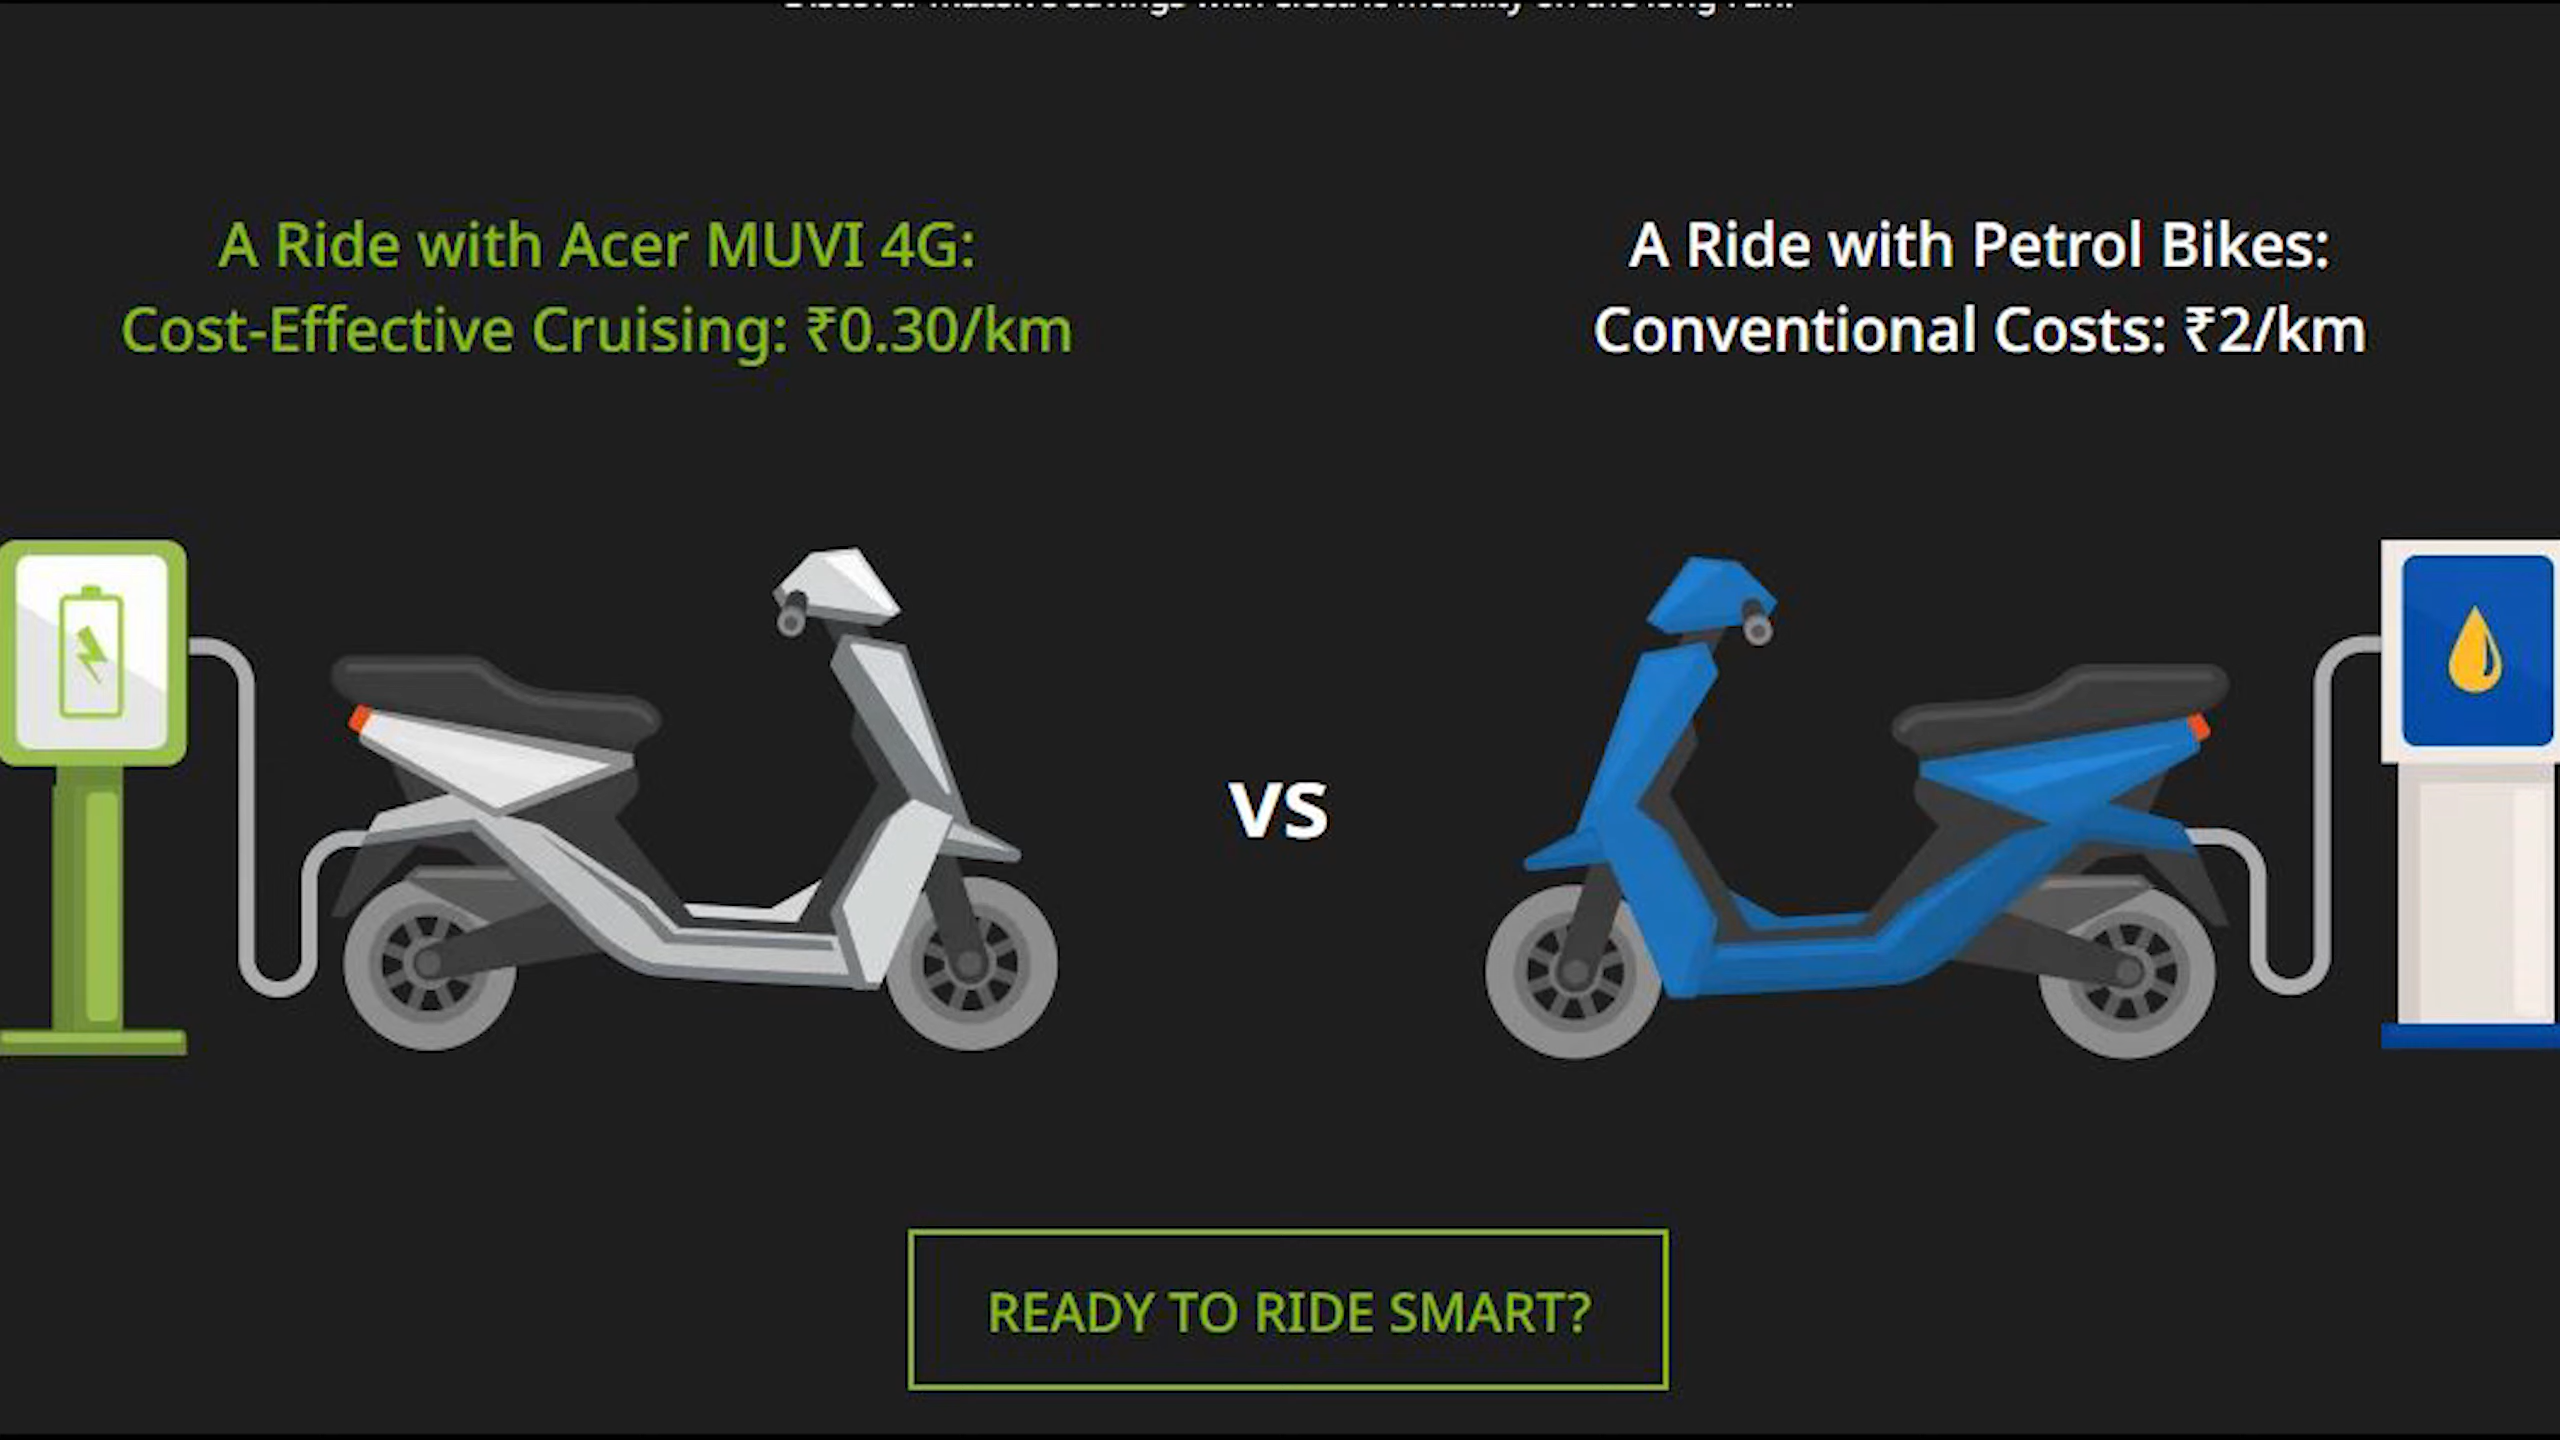 A Ride with Acer MUVI 4G:
Cost-Effective Cruising: ₹0.30/km
A Ride with Petrol Bikes:
Conventional Costs: ₹2/km
VS
READY TO RIDE SMART?